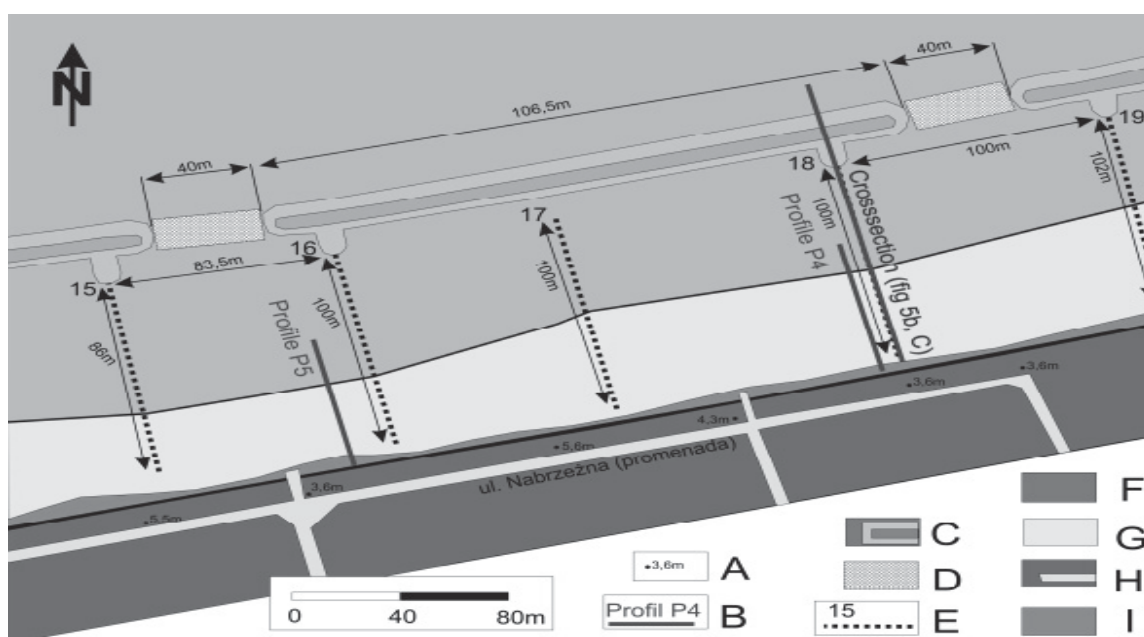 N
40m
106,5m
40m
19
100m
102m
18
100m
Crosssection (fig 5b, C)
Profile P4
17
100m
16
83,5m
15
100m
86m
Profile P5
3,6m
3,6m
4,3m
5,6m
ul. Nabrzeżna (promenada)
3,6m
5,5m
3,6m A
Profil P4 B
C
D
15 E
F
G
H
I
0 40 80m